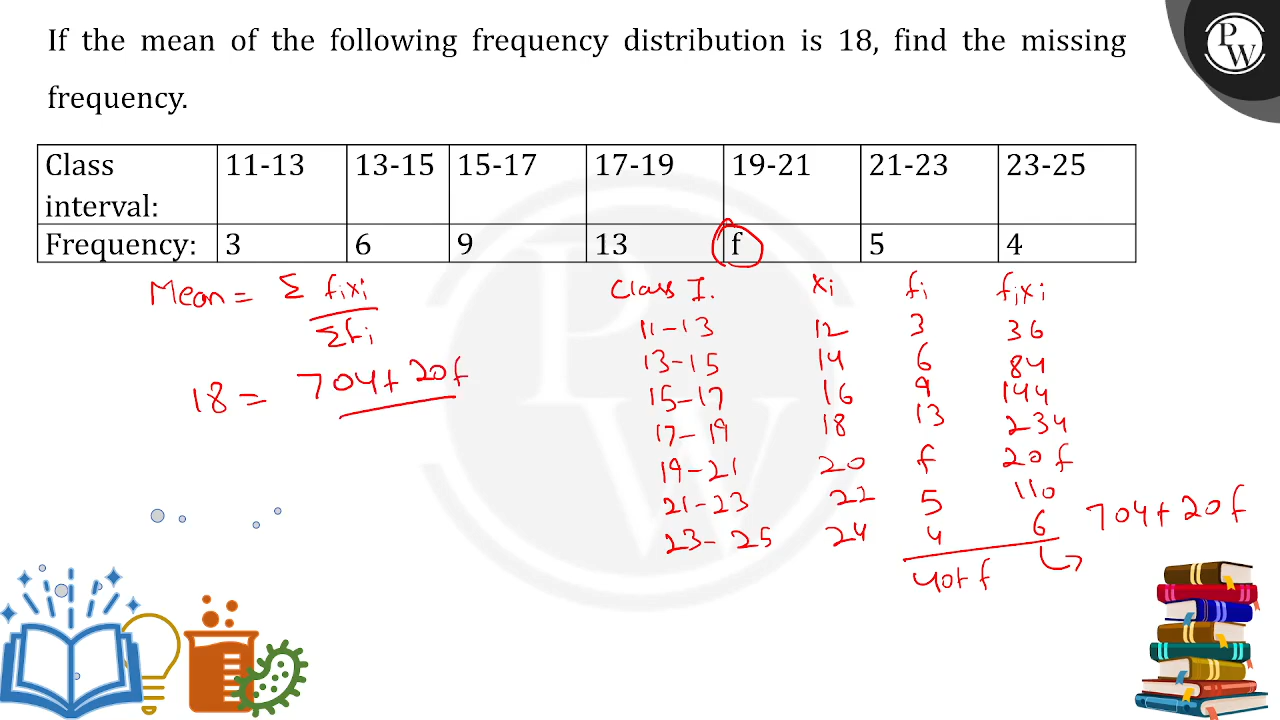 If the mean of the following frequency distribution is 18, find the missing
frequency.
Class interval: 11-13 13-15 15-17 17-19 19-21 21-23 23-25
Frequency: 3 6 9 13 f 5 4
Mean = Σ fixi / Σfi
18 = 704+20f
Class I. xi fi fixi
11-13 12 3 36
13-15 14 6 84
15-17 16 9 144
17-19 18 13 234
19-21 20 f 20f
21-23 22 5 110
23-25 24 4 6
40+f 704+20f
PW
PW